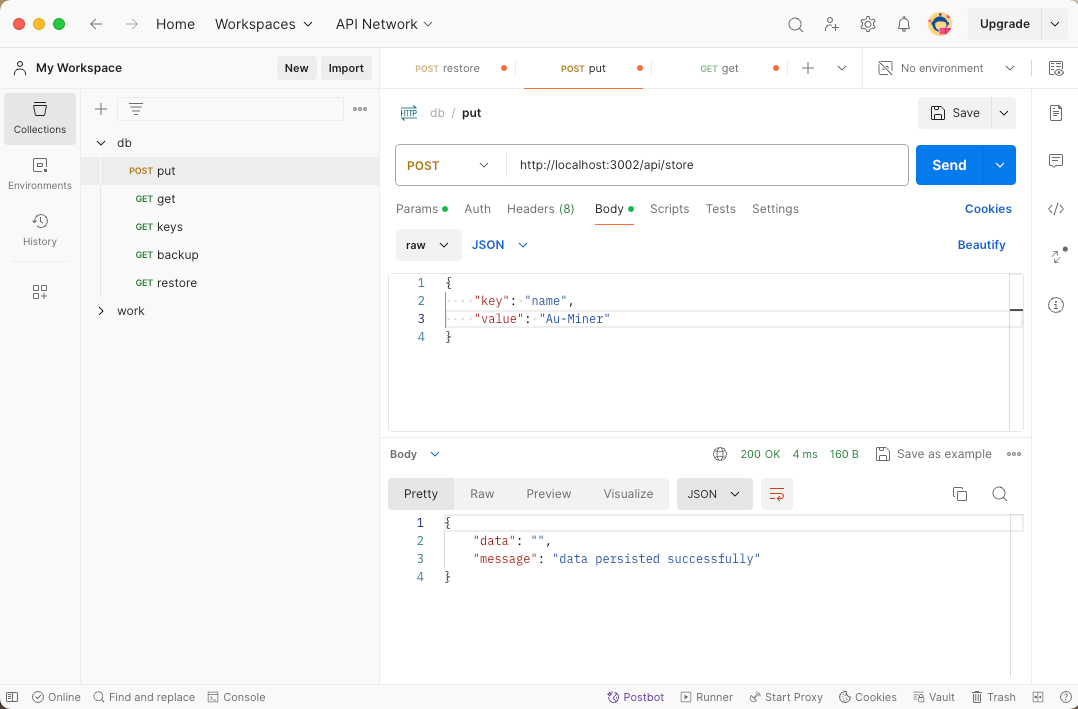 Home Workspaces API Network Upgrade
My Workspace New Import
POST restore POST put GET get No environment
Collections
Environments
History
db
POST put
GET get
GET keys
GET backup
GET restore
work
HTTP db / put Save
POST http://localhost:3002/api/store Send
Params Auth Headers (8) Body Scripts Tests Settings Cookies
raw JSON Beautify
1 {
2 "key": "name",
3 "value": "Au-Miner"
4 }
Body 200 OK 4 ms 160 B Save as example
Pretty Raw Preview Visualize JSON
1 {
2 "data": "",
3 "message": "data persisted successfully"
4 }
Online Find and replace Console Postbot Runner Start Proxy Cookies Vault Trash